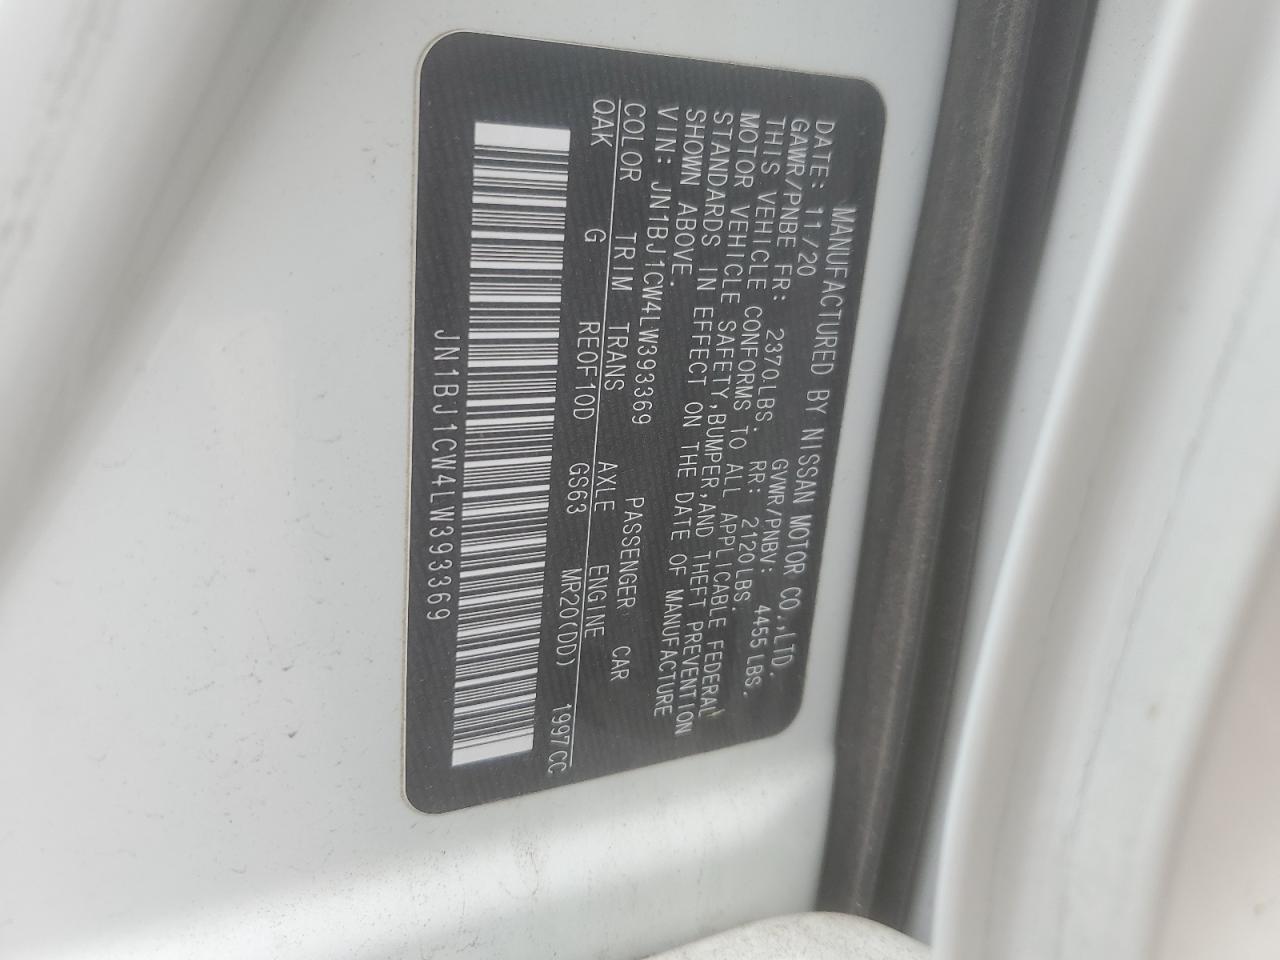 MANUFACTURED BY NISSAN MOTOR CO.,LTD.
DATE: 11/20 GVWR/PNBV: 4455 LBS.
GAWR/PNBE FR: 2370LBS. RR: 2120LBS.
THIS VEHICLE CONFORMS TO ALL APPLICABLE FEDERAL
MOTOR VEHICLE SAFETY,BUMPER,AND THEFT PREVENTION
STANDARDS IN EFFECT ON THE DATE OF MANUFACTURE
SHOWN ABOVE.
VIN: JN1BJ1CW4LW393369 PASSENGER CAR
COLOR TRIM TRANS AXLE ENGINE
QAK G RE0F10D GS63 MR20(DD) 1997CC
JN1BJ1CW4LW393369